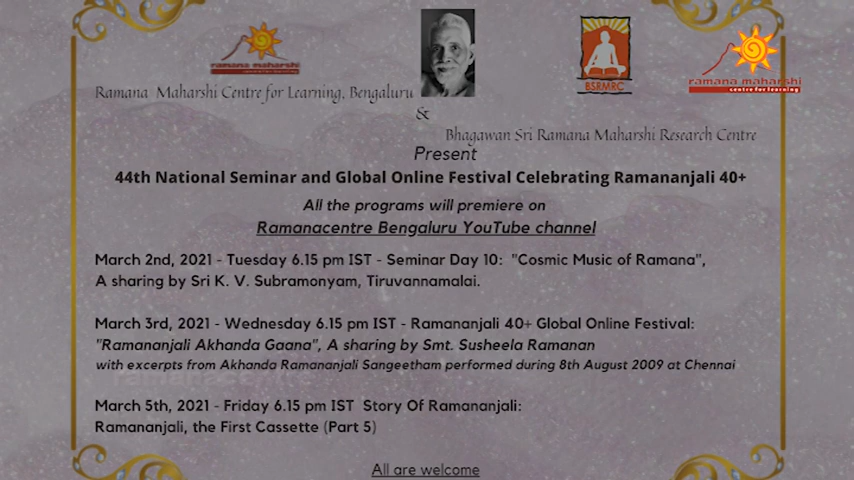 ramana maharshi
centre for learning
BSRMRC
ramana maharshi
centre for learning
Ramana Maharshi Centre for Learning, Bengaluru
&
Bhagawan Sri Ramana Maharshi Research Centre
Present
44th National Seminar and Global Online Festival Celebrating Ramananjali 40+
All the programs will premiere on
Ramanacentre Bengaluru YouTube channel
March 2nd, 2021 - Tuesday 6.15 pm IST - Seminar Day 10: "Cosmic Music of Ramana",
A sharing by Sri K. V. Subramonyam, Tiruvannamalai.
March 3rd, 2021 - Wednesday 6.15 pm IST - Ramananjali 40+ Global Online Festival:
"Ramananjali Akhanda Gaana", A sharing by Smt. Susheela Ramanan
with excerpts from Akhanda Ramananjali Sangeetham performed during 8th August 2009 at Chennai
March 5th, 2021 - Friday 6.15 pm IST Story Of Ramananjali:
Ramananjali, the First Cassette (Part 5)
All are welcome